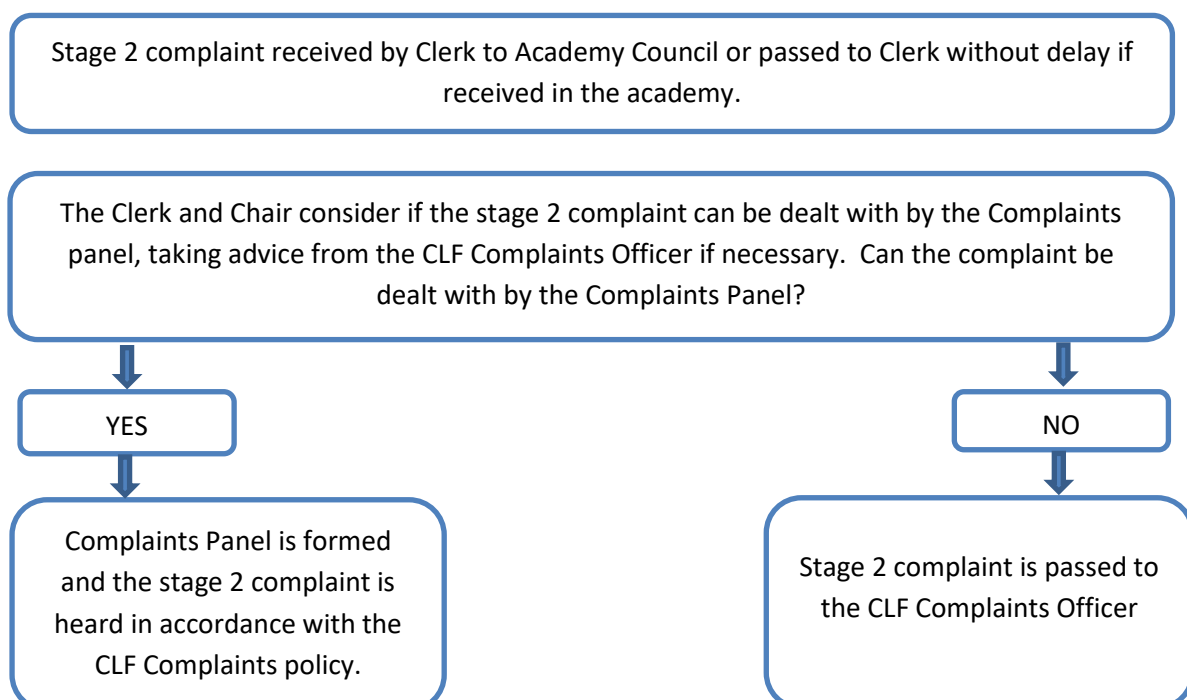 Stage 2 complaint received by Clerk to Academy Council or passed to Clerk without delay if
received in the academy.
The Clerk and Chair consider if the stage 2 complaint can be dealt with by the Complaints
panel, taking advice from the CLF Complaints Officer if necessary.  Can the complaint be
dealt with by the Complaints Panel?
YES
NO
Complaints Panel is formed
and the stage 2 complaint is
heard in accordance with the
CLF Complaints policy.
Stage 2 complaint is passed to
the CLF Complaints Officer